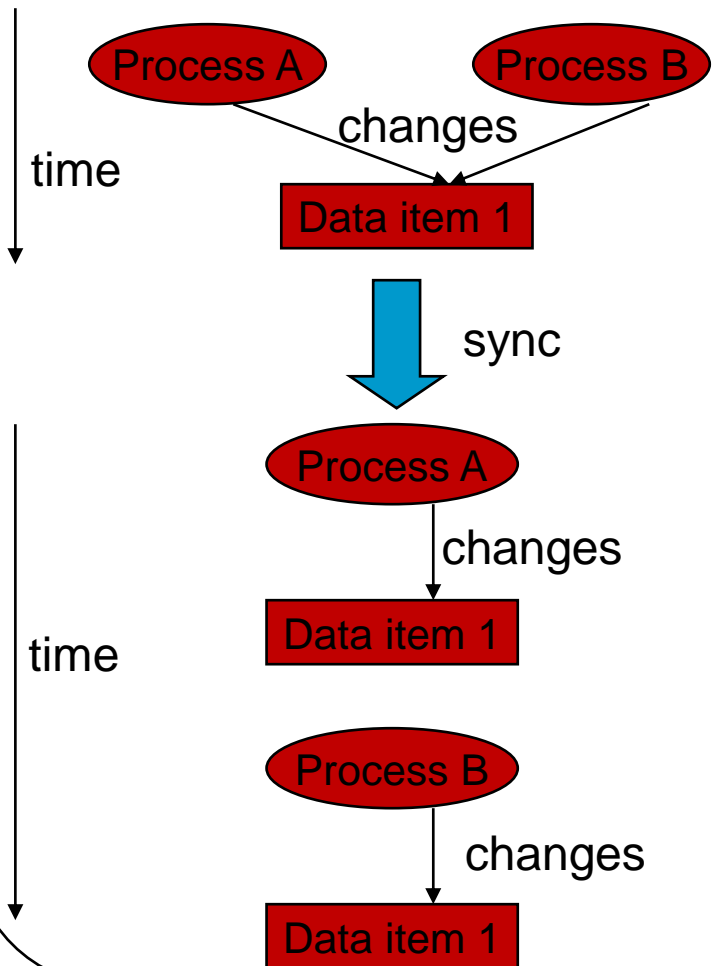 Process A
Process B
changes
time
Data item 1
sync
Process A
changes
Data item 1
time
Process B
changes
Data item 1